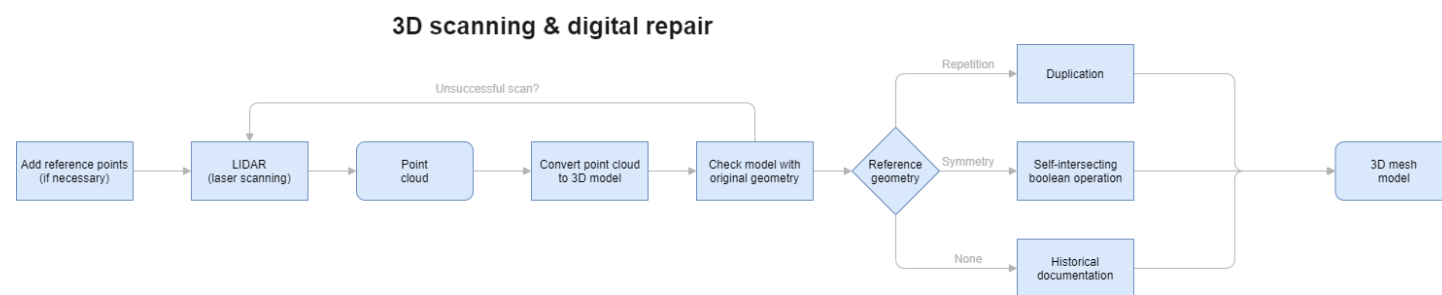 3D scanning & digital repair
Unsuccessful scan?
Add reference points
(if necessary)
LIDAR
(laser scanning)
Point
cloud
Convert point cloud
to 3D model
Check model with
original geometry
Reference
geometry
Repetition
Duplication
Symmetry
Self-intersecting
boolean operation
None
Historical
documentation
3D mesh
model